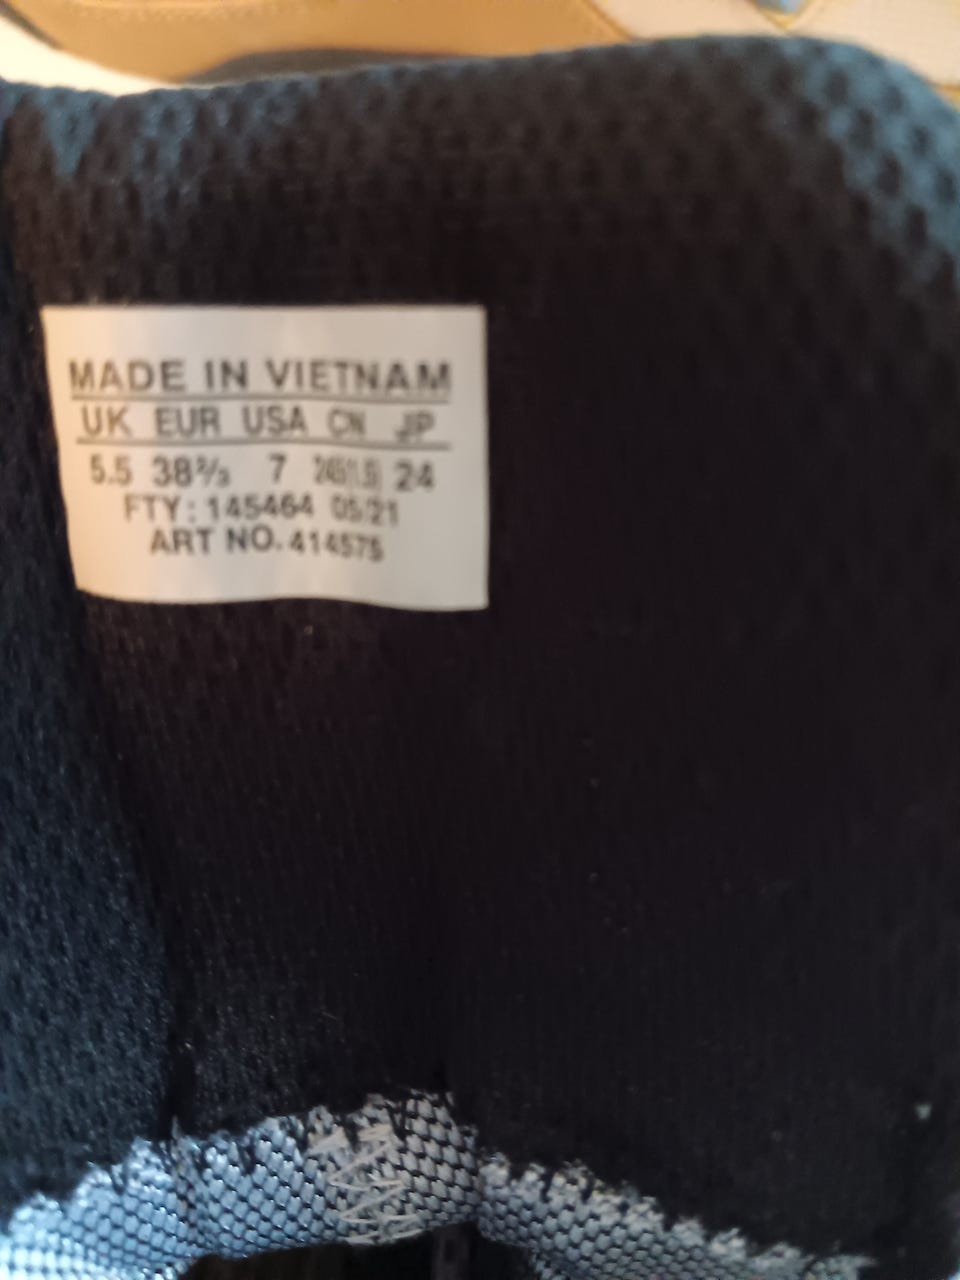 MADE IN VIETNAM
UK EUR USA CN JP
5.5 38⅔ 7 24
FTY: 145464 05/21
ART NO. 414575